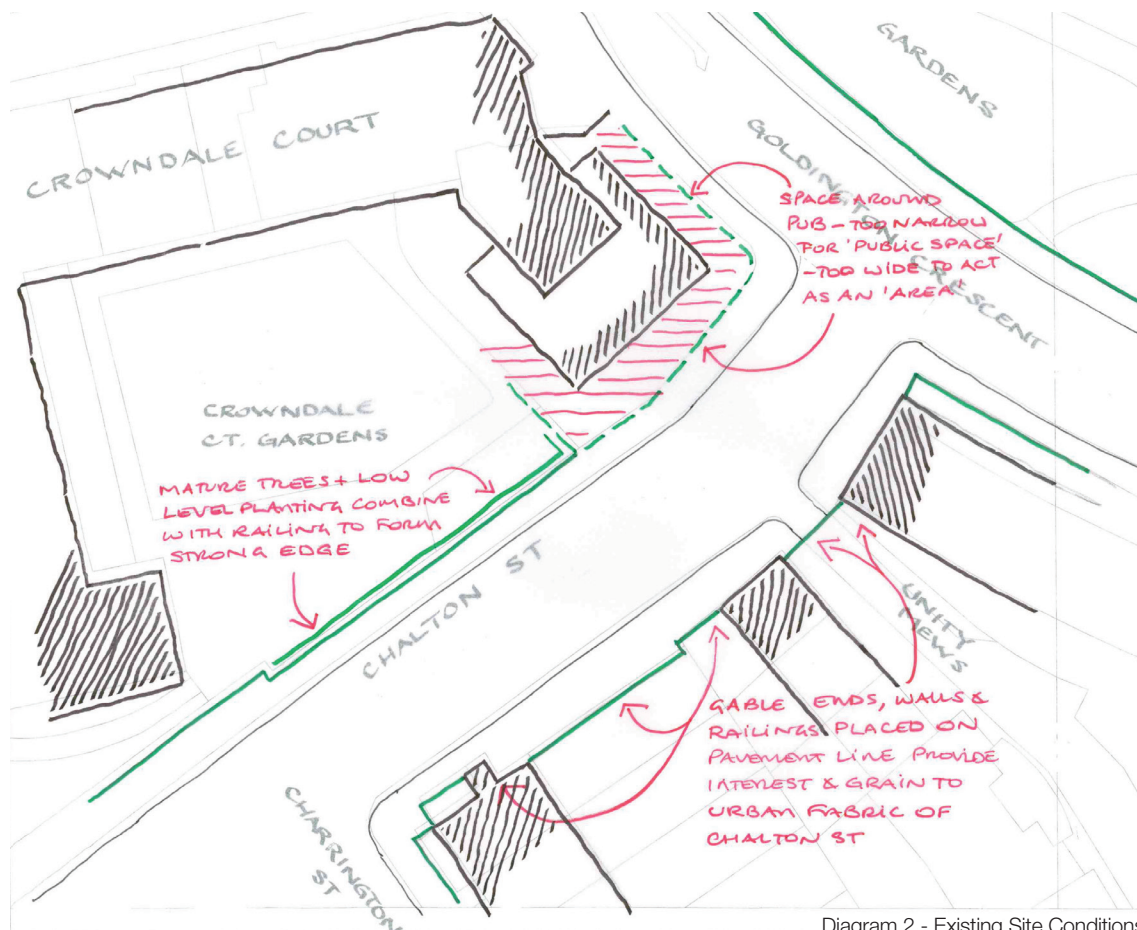 GARDENS
CROWNDALE COURT
GOLDINGTON CRESCENT
SPACE AROUND
PUB - TOO NARROW
FOR 'PUBLIC SPACE'
- TOO WIDE TO ACT
AS AN 'AREA'
CROWNDALE
CT. GARDENS
MATURE TREES + LOW
LEVEL PLANTING COMBINE
WITH RAILING TO FORM
STRONG EDGE
CHALTON ST
UNITY
MEWS
GABLE ENDS, WALLS &
RAILINGS PLACED ON
PAVEMENT LINE PROVIDE
INTEREST & GRAIN TO
URBAN FABRIC OF
CHALTON ST
CHARRINGTON
ST
Diagram 2 - Existing Site Conditions